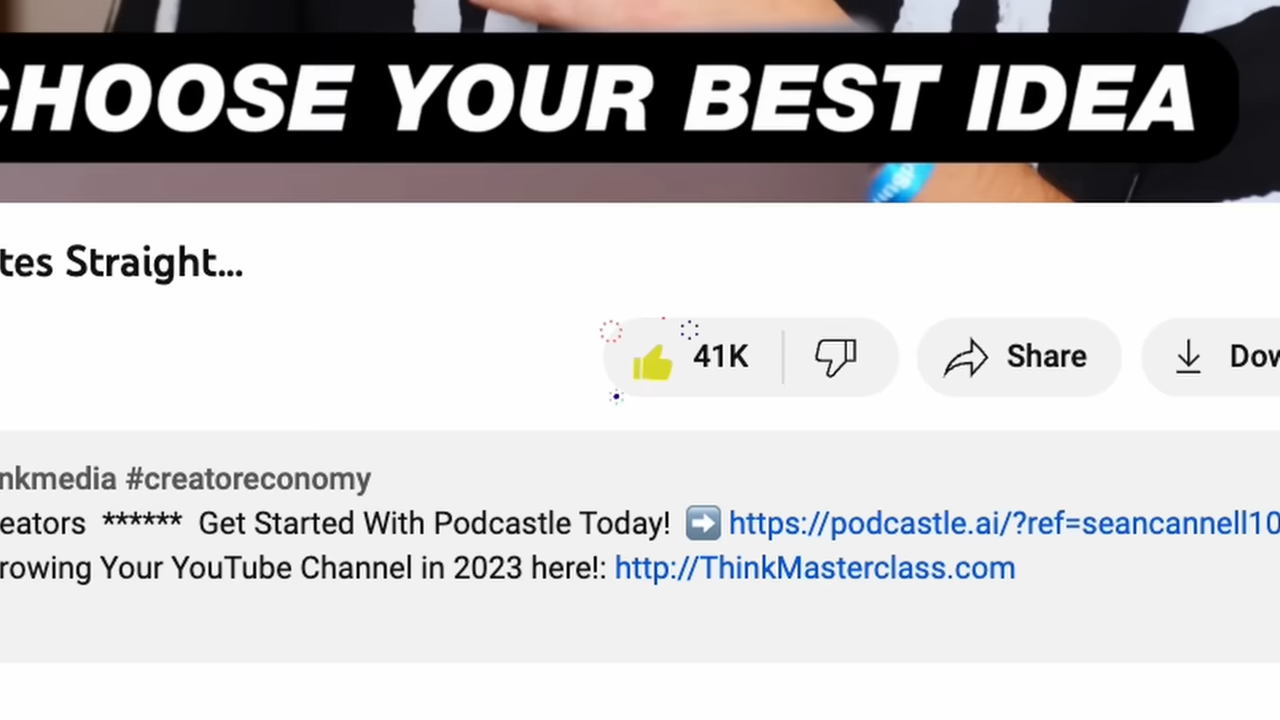 CHOOSE YOUR BEST IDEA
tes Straight...
41K
Share
Dow
nkmedia #creatoreconomy
eators ****** Get Started With Podcastle Today! ➡️ https://podcastle.ai/?ref=seancannell10
rowing Your YouTube Channel in 2023 here!: http://ThinkMasterclass.com